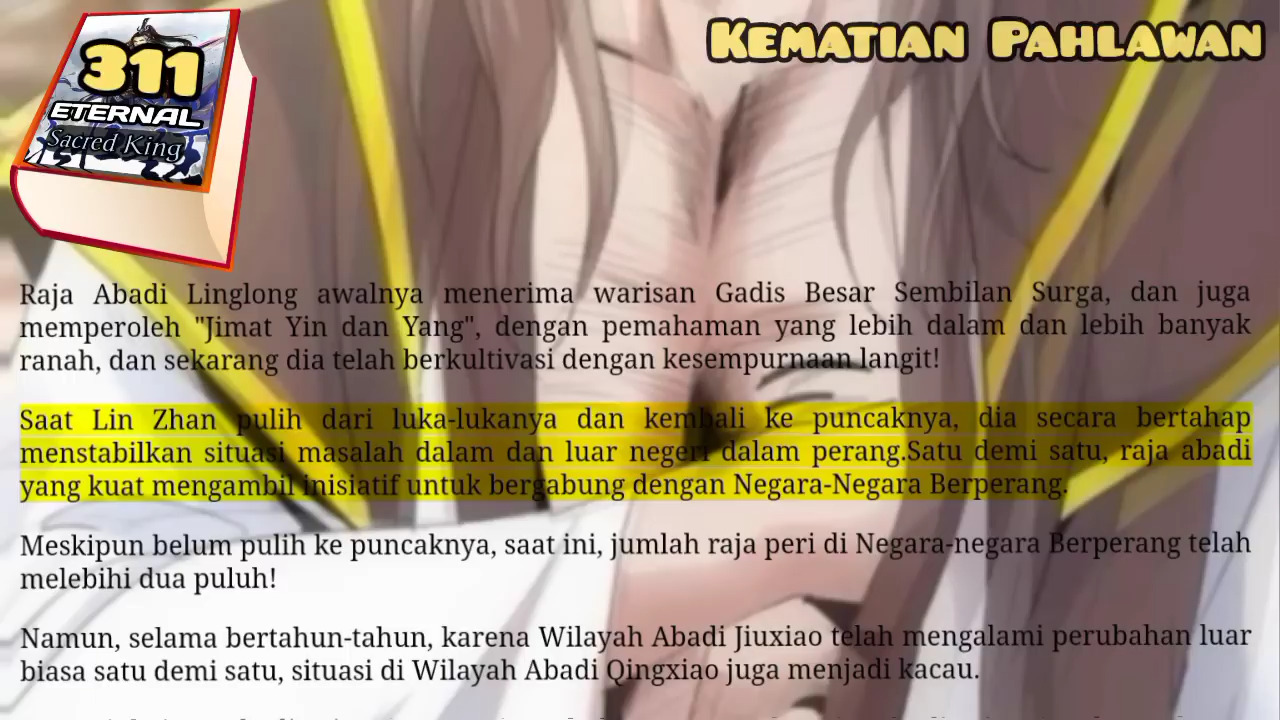 311
ETERNAL
Sacred King
KEMATIAN PAHLAWAN
Raja Abadi Linglong awalnya menerima warisan Gadis Besar Sembilan Surga, dan juga
memperoleh "Jimat Yin dan Yang", dengan pemahaman yang lebih dalam dan lebih banyak
ranah, dan sekarang dia telah berkultivasi dengan kesempurnaan langit!
Saat Lin Zhan pulih dari luka-lukanya dan kembali ke puncaknya, dia secara bertahap
menstabilkan situasi masalah dalam dan luar negeri dalam perang.Satu demi satu, raja abadi
yang kuat mengambil inisiatif untuk bergabung dengan Negara-Negara Berperang.
Meskipun belum pulih ke puncaknya, saat ini, jumlah raja peri di Negara-negara Berperang telah
melebihi dua puluh!
Namun, selama bertahun-tahun, karena Wilayah Abadi Jiuxiao telah mengalami perubahan luar
biasa satu demi satu, situasi di Wilayah Abadi Qingxiao juga menjadi kacau.